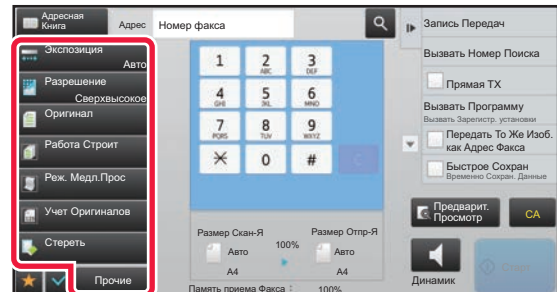 Адресная
Книга
Адрес
Номер факса
Экспозиция
Авто
Разрешение
Сверхвысокое
Оригинал
Работа Строит
Реж. Медл.Прос
Учет Оригиналов
Стереть
Прочие
1
2
ABC
3
DEF
4
GHI
5
JKL
6
MNO
7
PQRS
8
TUV
9
WXYZ
0
#
C
Размер Скан-Я
Авто
A4
100%
Размер Отпр-Я
Авто
A4
Память приема Факса :
100%
Запись Передач
Вызвать Номер Поиска
Прямая ТХ
Вызвать Программу
Вызвать Зарегистр. установки
Передать То Же Изоб.
как Адрес Факса
Быстрое Сохран
Временно Сохран. Данные
Предварит.
Просмотр
CA
Динамик
Старт